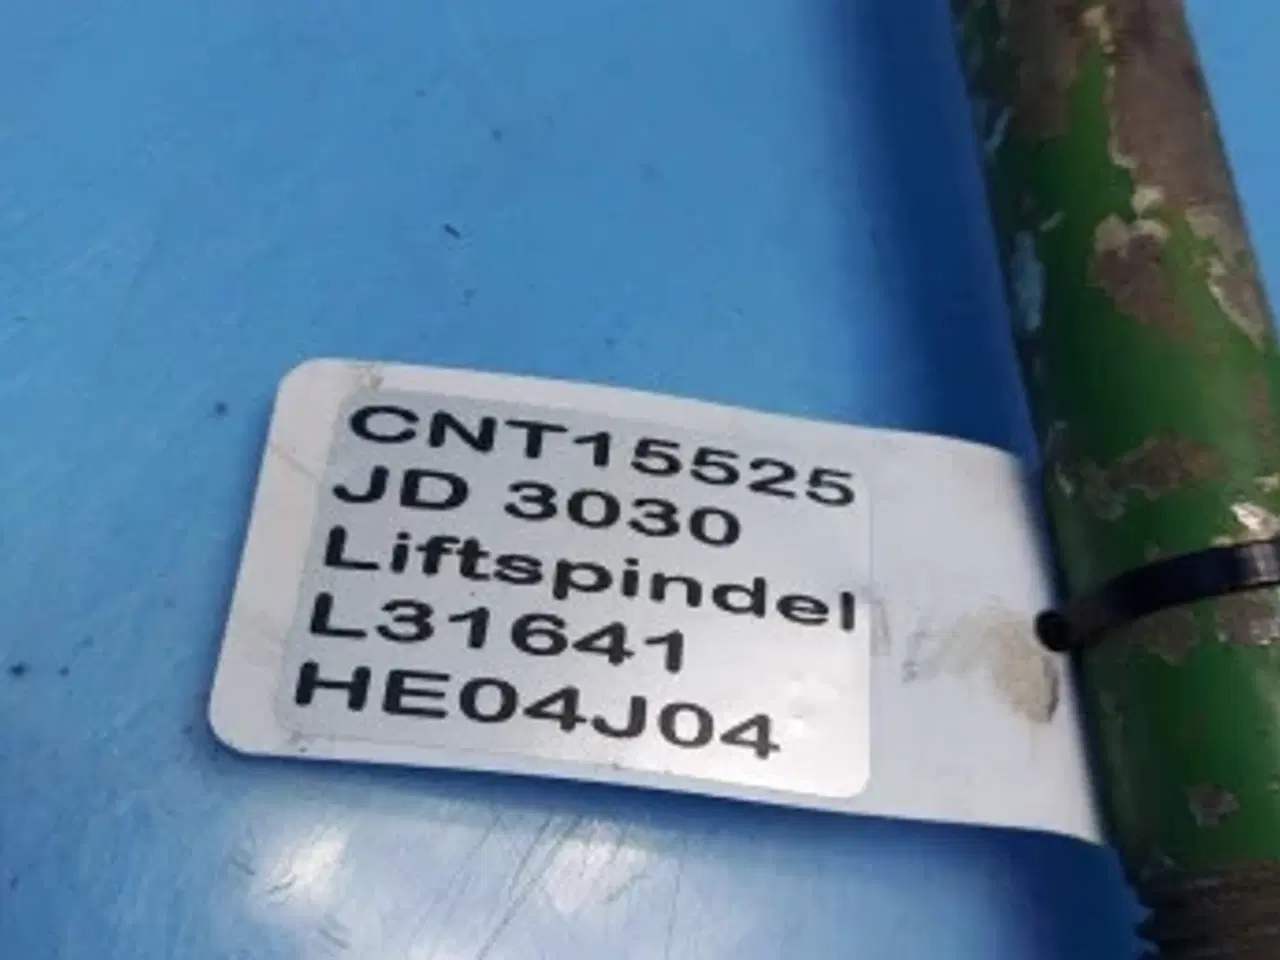 CNT15525
JD 3030
Liftspindel
L31641
HE04J04